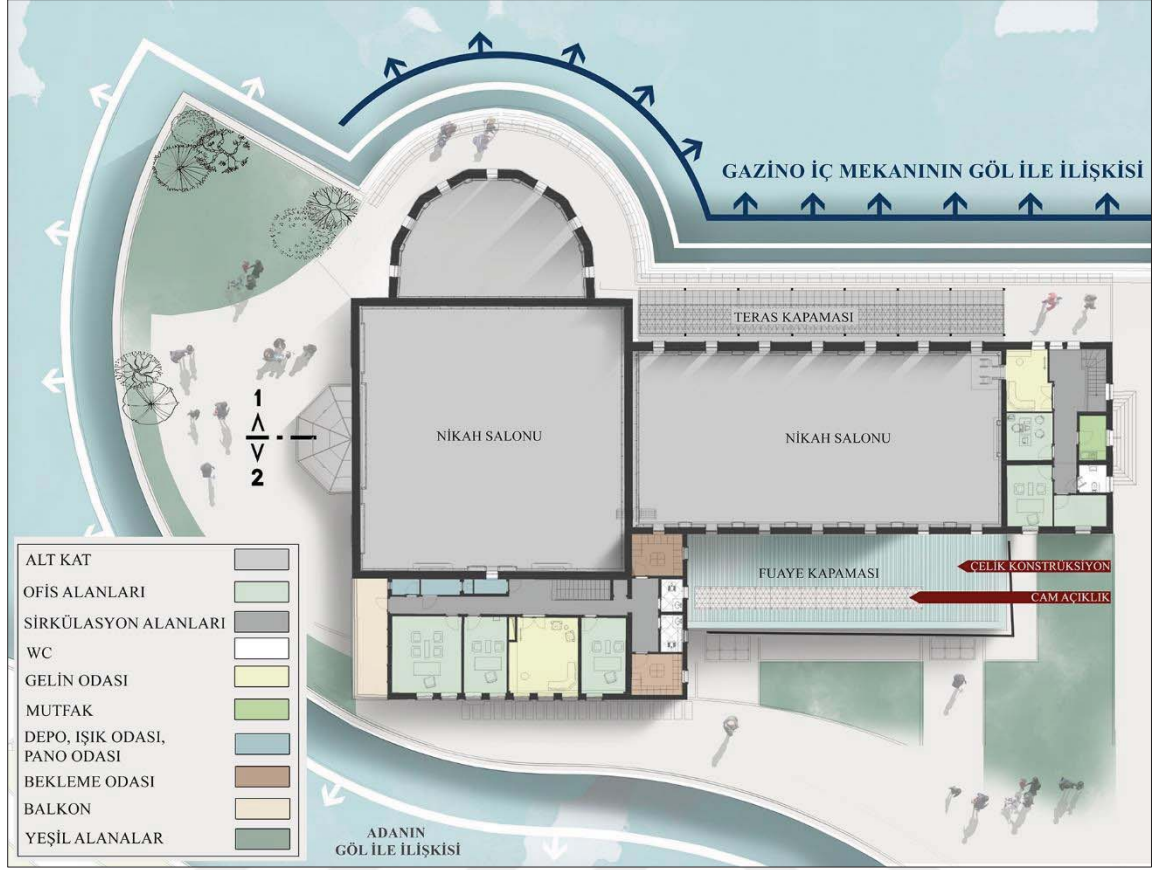 GAZİNO İÇ MEKANININ GÖL İLE İLİŞKİSİ
TERAS KAPAMASI
1
2
NİKAH SALONU
NİKAH SALONU
FUAYE KAPAMASI
ÇELİK KONSTRÜKSİYON
CAM AÇIKLIK
ALT KAT
OFİS ALANLARI
SİRKÜLASYON ALANLARI
WC
GELİN ODASI
MUTFAK
DEPO, IŞIK ODASI,
PANO ODASI
BEKLEME ODASI
BALKON
YEŞİL ALANALAR
ADANIN
GÖL İLE İLİŞKİSİ